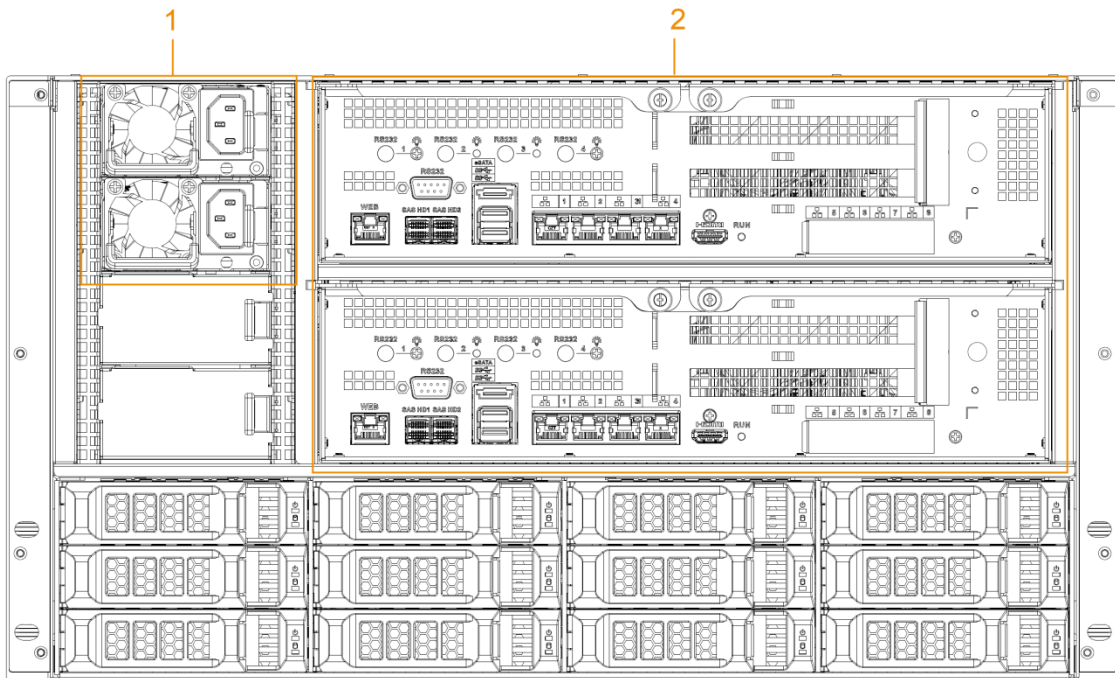 1
2
RS232 1 RS232 2 RS232 3 RS232 4
RS232
eSATA
WEB
SAS HD1 SAS HD2
1 2 3 4
HDMI
RUN
5 6 7 8
RS232 1 RS232 2 RS232 3 RS232 4
RS232
eSATA
WEB
SAS HD1 SAS HD2
1 2 3 4
HDMI
RUN
5 6 7 8